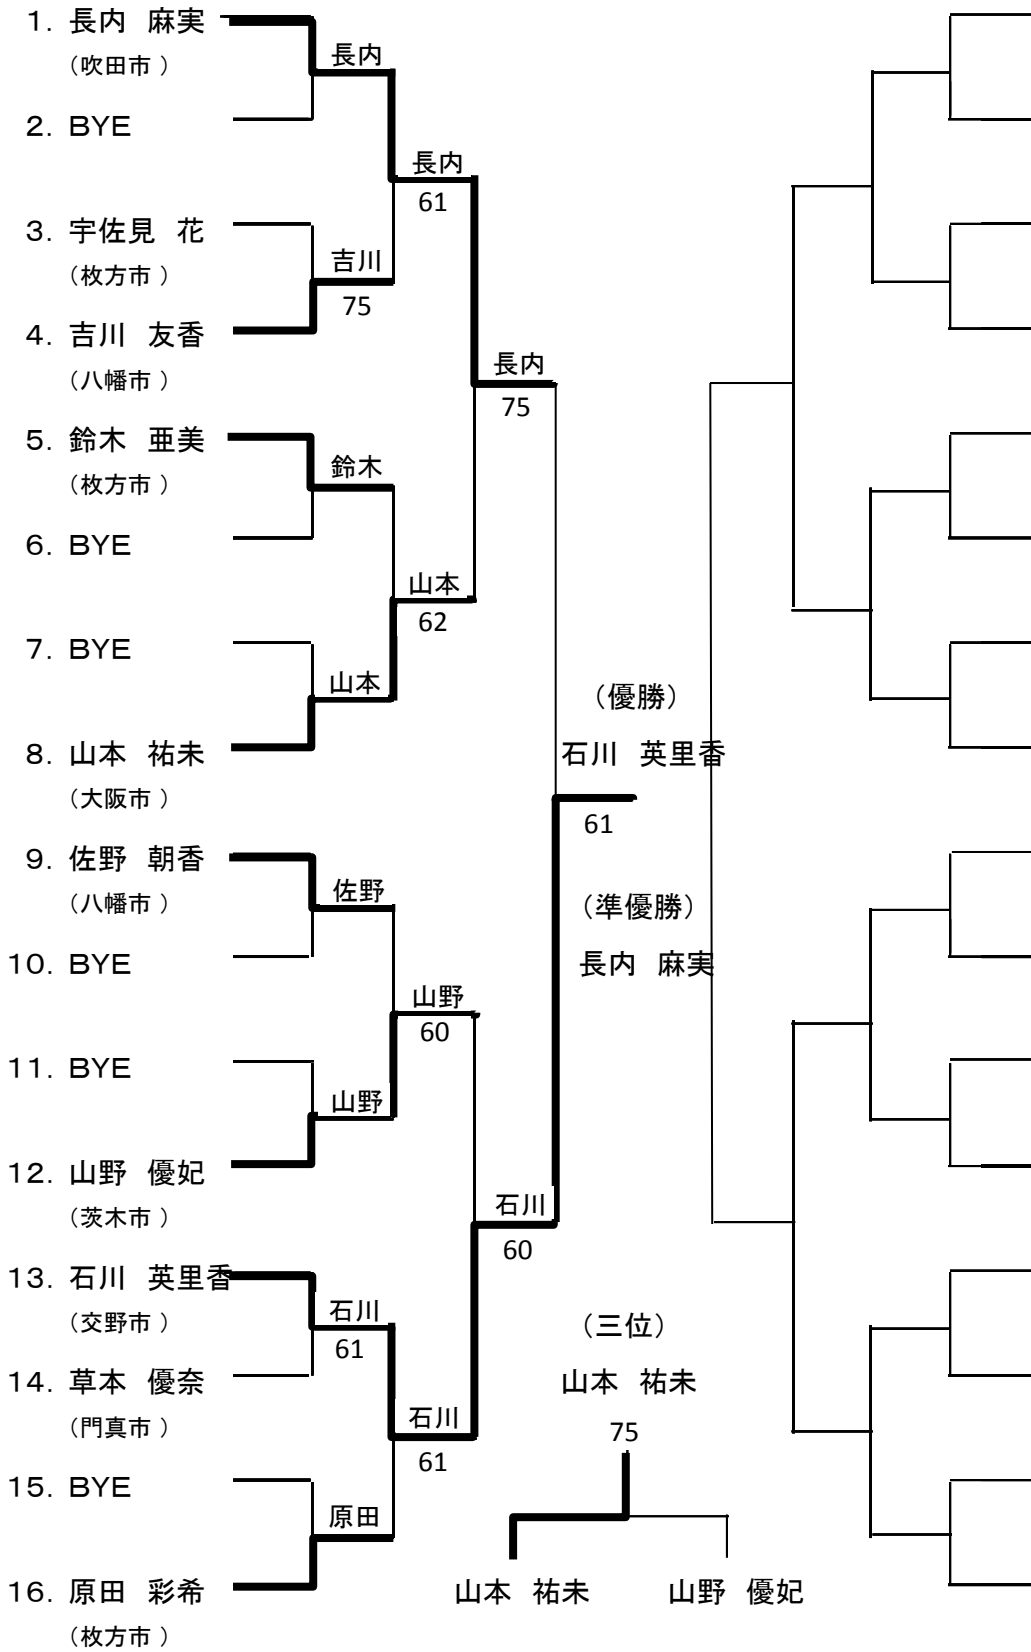 1. 長内 麻実
(吹田市)
長内
2. BYE
長内
61
3. 宇佐見 花
(枚方市)
吉川
75
4. 吉川 友香
(八幡市)
長内
75
5. 鈴木 亜美
(枚方市)
鈴木
6. BYE
山本
62
7. BYE
山本
8. 山本 祐未
(大阪市)
(優勝)
石川 英里香
61
9. 佐野 朝香
(八幡市)
佐野
(準優勝)
長内 麻実
10. BYE
山野
60
11. BYE
山野
12. 山野 優妃
(茨木市)
石川
60
13. 石川 英里香
(交野市)
石川
61
14. 草本 優奈
(門真市)
石川
61
15. BYE
原田
16. 原田 彩希
(枚方市)
(三位)
山本 祐未
75
山本 祐未 山野 優妃